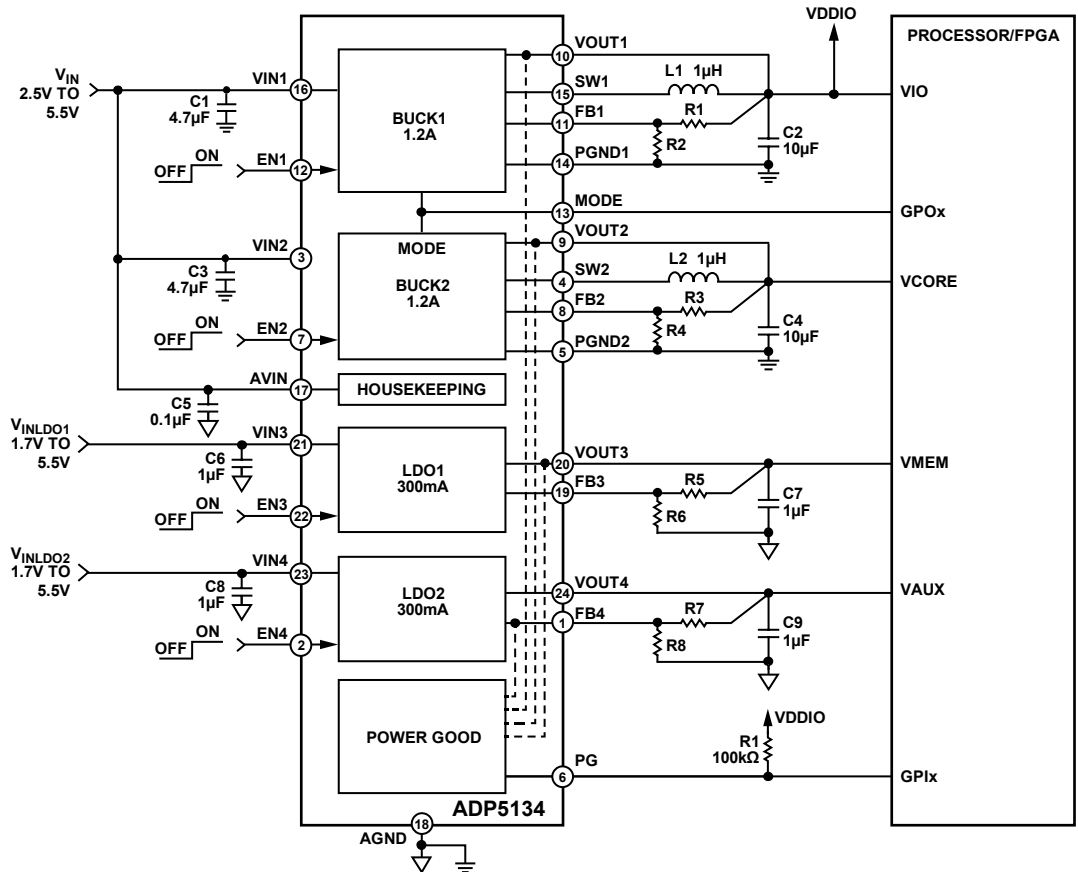 VIN
2.5V TO
5.5V
C1
4.7µF
VIN1
16
OFF
ON
EN1
12
BUCK1
1.2A
10
VOUT1
15
SW1
11
FB1
14
PGND1
L1 1µH
R1
R2
C2
10µF
VDDIO
PROCESSOR/FPGA
VIO
13
MODE
GPOx
VIN2
3
C3
4.7µF
OFF
ON
EN2
7
MODE
BUCK2
1.2A
9
VOUT2
4
SW2
8
FB2
5
PGND2
L2 1µH
R3
R4
C4
10µF
VCORE
AVIN
17
C5
0.1µF
HOUSEKEEPING
VINLDO1
1.7V TO
5.5V
C6
1µF
VIN3
21
OFF
ON
EN3
22
LDO1
300mA
20
VOUT3
19
FB3
R5
R6
C7
1µF
VMEM
VINLDO2
1.7V TO
5.5V
C8
1µF
VIN4
23
OFF
ON
EN4
2
LDO2
300mA
24
VOUT4
1
FB4
R7
R8
C9
1µF
VAUX
POWER GOOD
6
PG
VDDIO
R1
100kΩ
GPIx
ADP5134
18
AGND